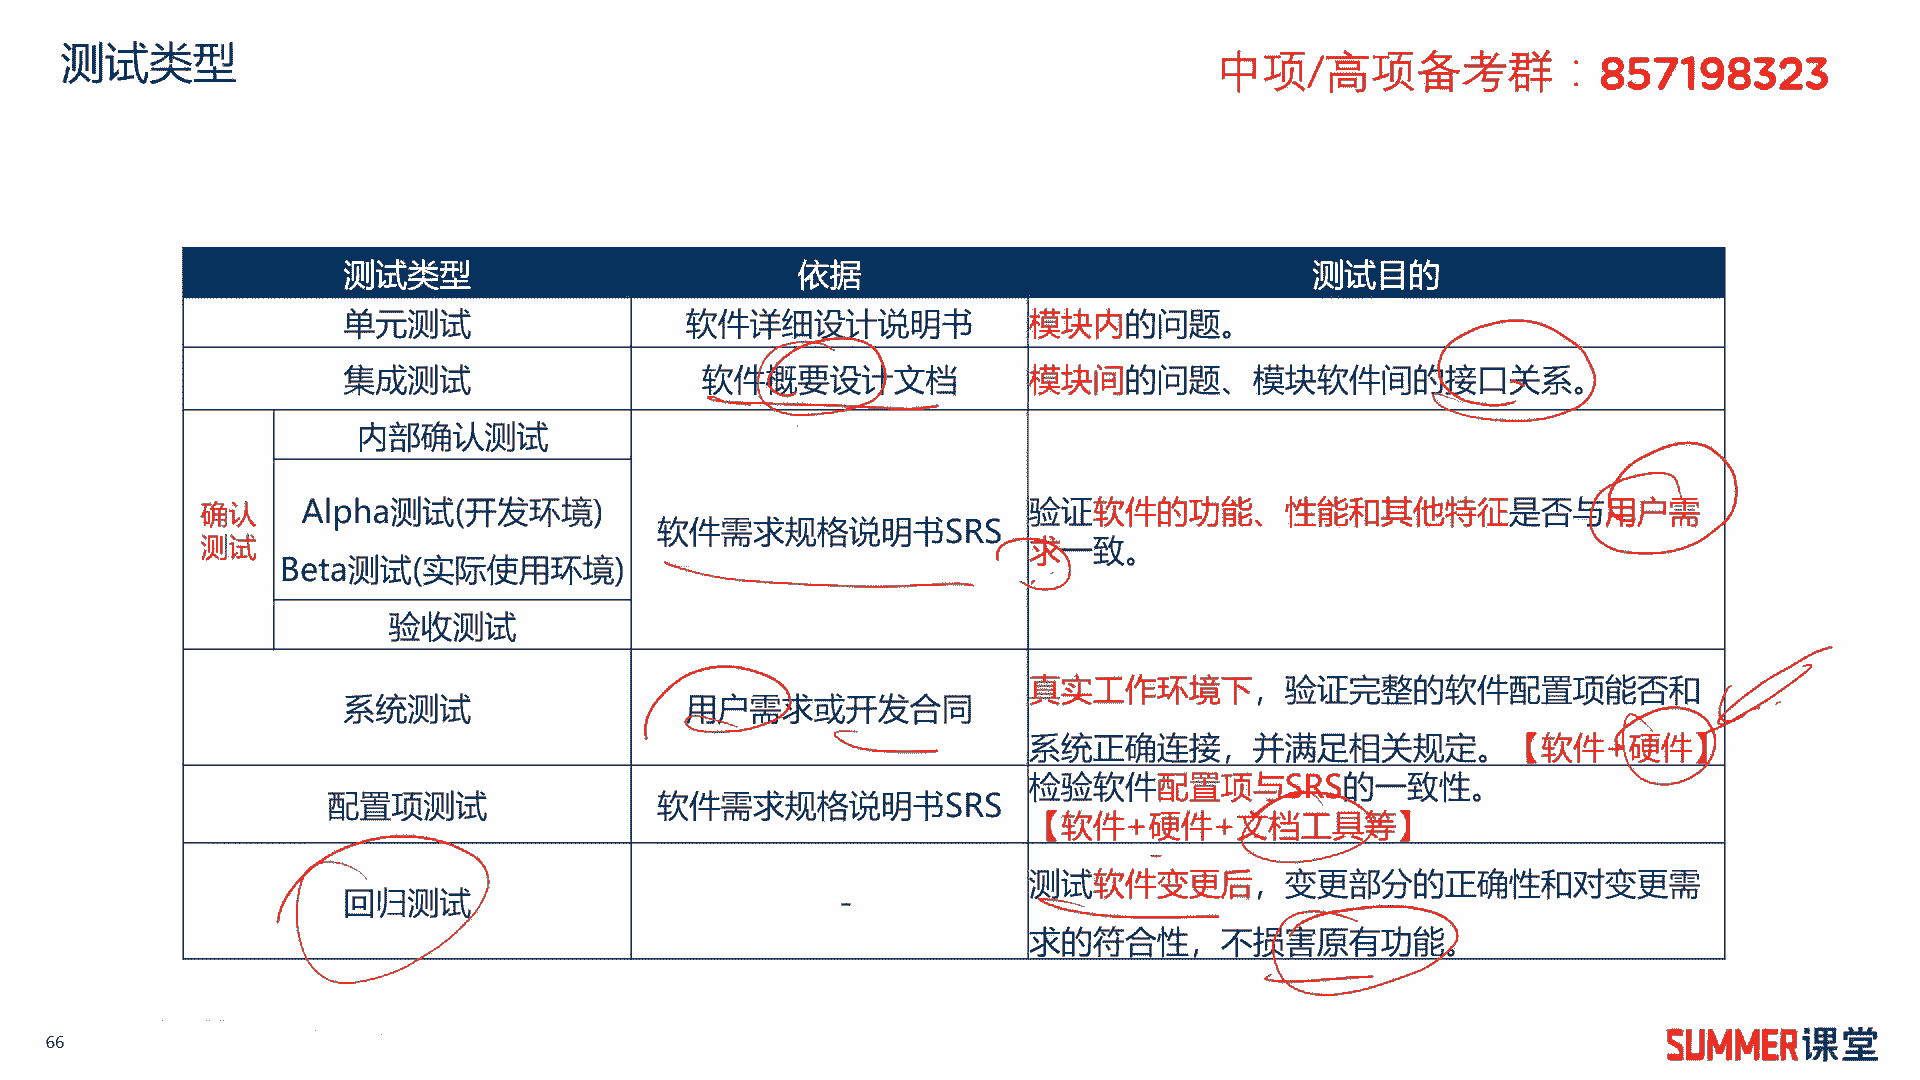 测试类型
中项/高项备考群：857198323
测试类型 依据 测试目的
单元测试 软件详细设计说明书 模块内的问题。
集成测试 软件概要设计文档 模块间的问题、模块软件间的接口关系。
确认
测试
内部确认测试
Alpha测试(开发环境)
Beta测试(实际使用环境)
验收测试
软件需求规格说明书SRS
验证软件的功能、性能和其他特征是否与用户需
求一致。
系统测试 用户需求或开发合同
真实工作环境下，验证完整的软件配置项能否和
系统正确连接，并满足相关规定。【软件+硬件】
配置项测试 软件需求规格说明书SRS
检验软件配置项与SRS的一致性。
【软件+硬件+文档工具等】
回归测试 -
测试软件变更后，变更部分的正确性和对变更需
求的符合性，不损害原有功能。
66
SUMMER课堂